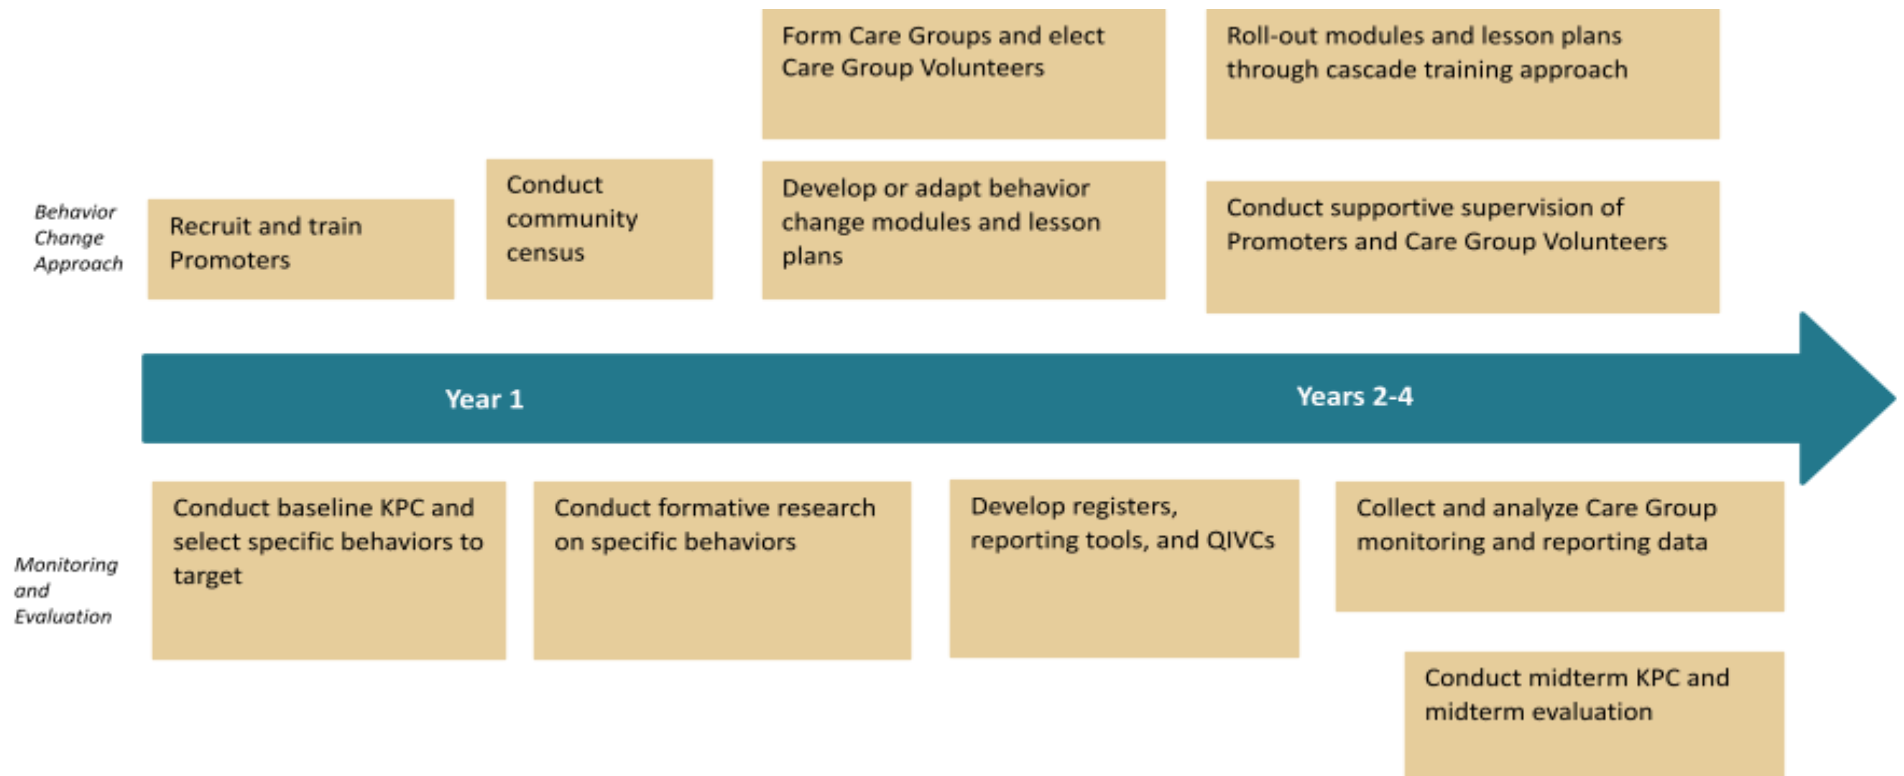 Form Care Groups and elect
Care Group Volunteers
Roll-out modules and lesson plans
through cascade training approach
Behavior
Change
Approach
Recruit and train
Promoters
Conduct
community
census
Develop or adapt behavior
change modules and lesson
plans
Conduct supportive supervision of
Promoters and Care Group Volunteers
Year 1
Years 2-4
Monitoring
and
Evaluation
Conduct baseline KPC and
select specific behaviors to
target
Conduct formative research
on specific behaviors
Develop registers,
reporting tools, and QIVCs
Collect and analyze Care Group
monitoring and reporting data
Conduct midterm KPC and
midterm evaluation